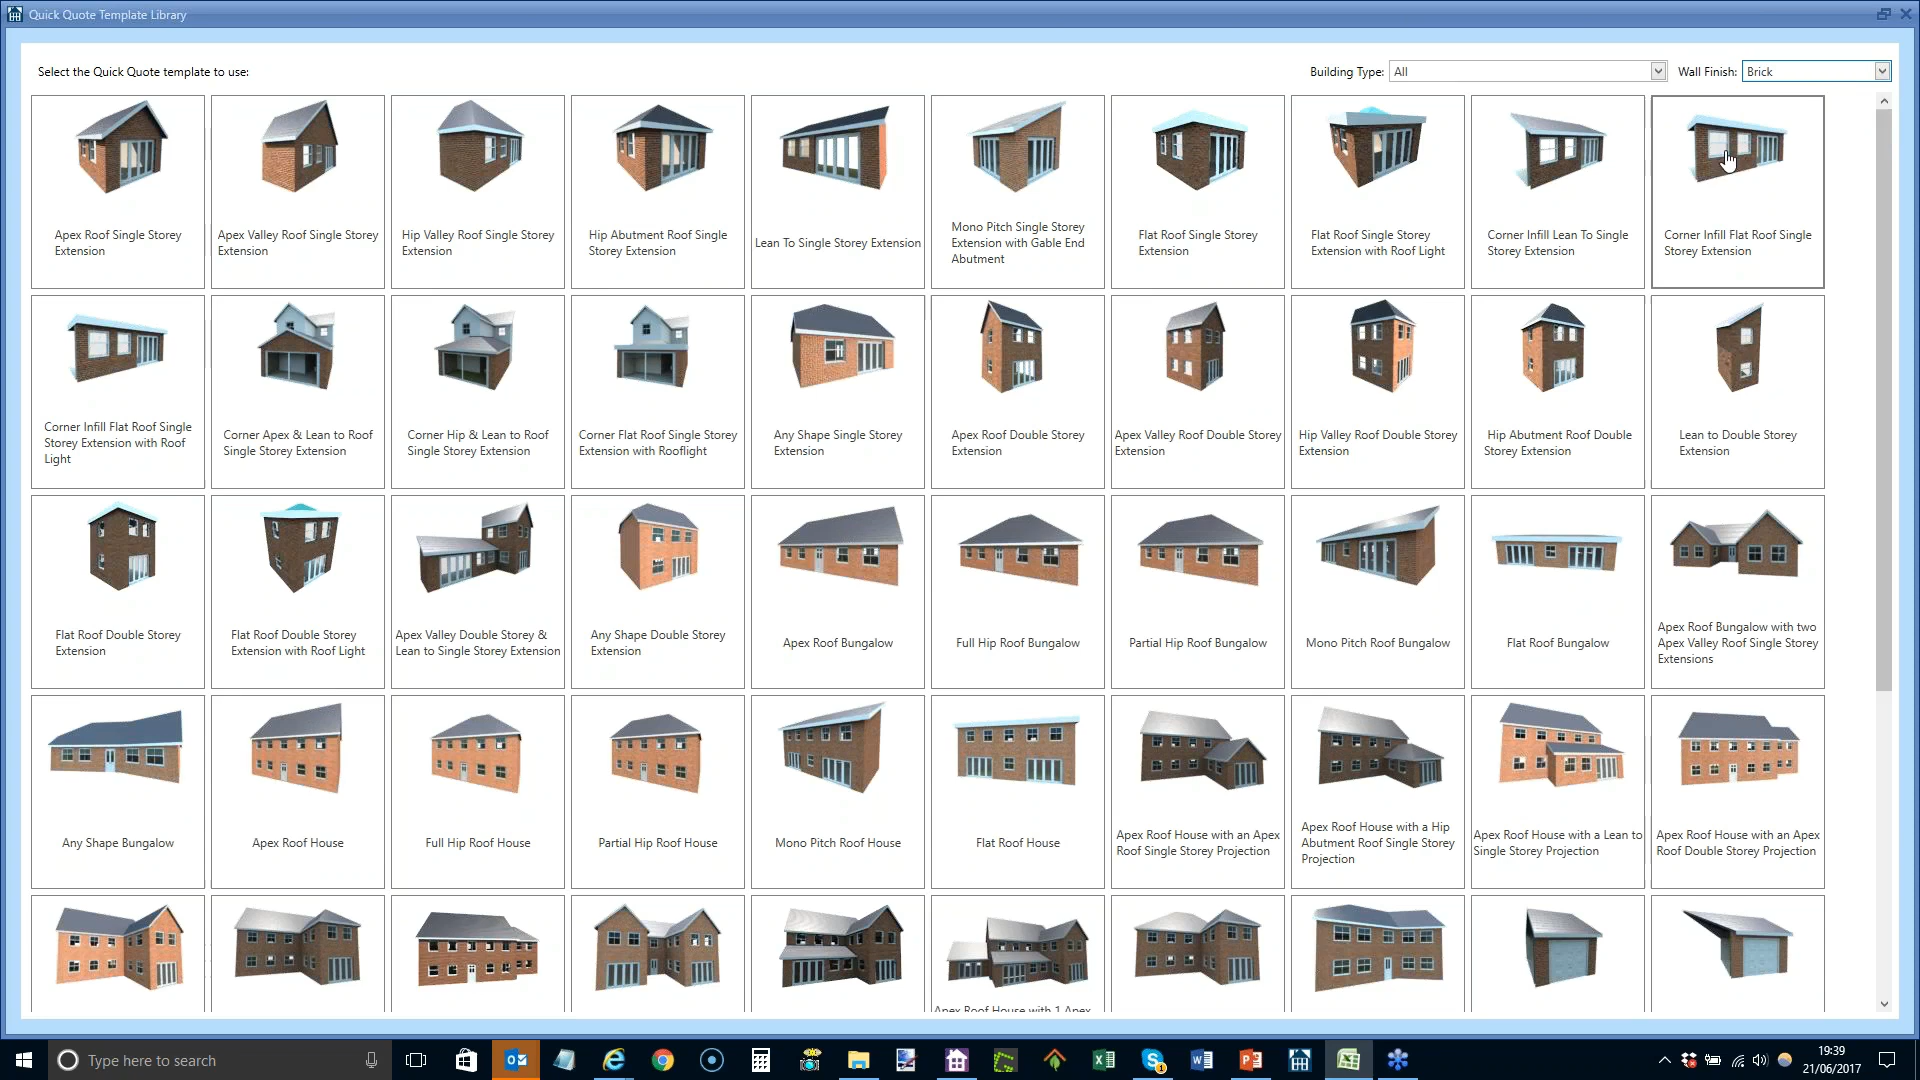 Quick Quote Template Library
Select the Quick Quote template to use:
Building Type: All
Wall Finish: Brick
Apex Roof Single Storey
Extension
Apex Valley Roof Single Storey
Extension
Hip Valley Roof Single Storey
Extension
Hip Abutment Roof Single
Storey Extension
Lean To Single Storey Extension
Mono Pitch Single Storey
Extension with Gable End
Abutment
Flat Roof Single Storey
Extension
Flat Roof Single Storey
Extension with Roof Light
Corner Infill Lean To Single
Storey Extension
Corner Infill Flat Roof Single
Storey Extension
Corner Infill Flat Roof Single
Storey Extension with Roof
Light
Corner Apex & Lean to Roof
Single Storey Extension
Corner Hip & Lean to Roof
Single Storey Extension
Corner Flat Roof Single Storey
Extension with Rooflight
Any Shape Single Storey
Extension
Apex Roof Double Storey
Extension
Apex Valley Roof Double Storey
Extension
Hip Valley Roof Double Storey
Extension
Hip Abutment Roof Double
Storey Extension
Lean to Double Storey
Extension
Flat Roof Double Storey
Extension
Flat Roof Double Storey
Extension with Roof Light
Apex Valley Double Storey &
Lean to Single Storey Extension
Any Shape Double Storey
Extension
Apex Roof Bungalow
Full Hip Roof Bungalow
Partial Hip Roof Bungalow
Mono Pitch Roof Bungalow
Flat Roof Bungalow
Apex Roof Bungalow with two
Apex Valley Roof Single Storey
Extensions
Any Shape Bungalow
Apex Roof House
Full Hip Roof House
Partial Hip Roof House
Mono Pitch Roof House
Flat Roof House
Apex Roof House with an Apex
Roof Single Storey Projection
Apex Roof House with a Hip
Abutment Roof Single Storey
Projection
Apex Roof House with a Lean to
Single Storey Projection
Apex Roof House with an Apex
Roof Double Storey Projection
Apex Roof House with 1 Apex
Type here to search
19:39
21/06/2017